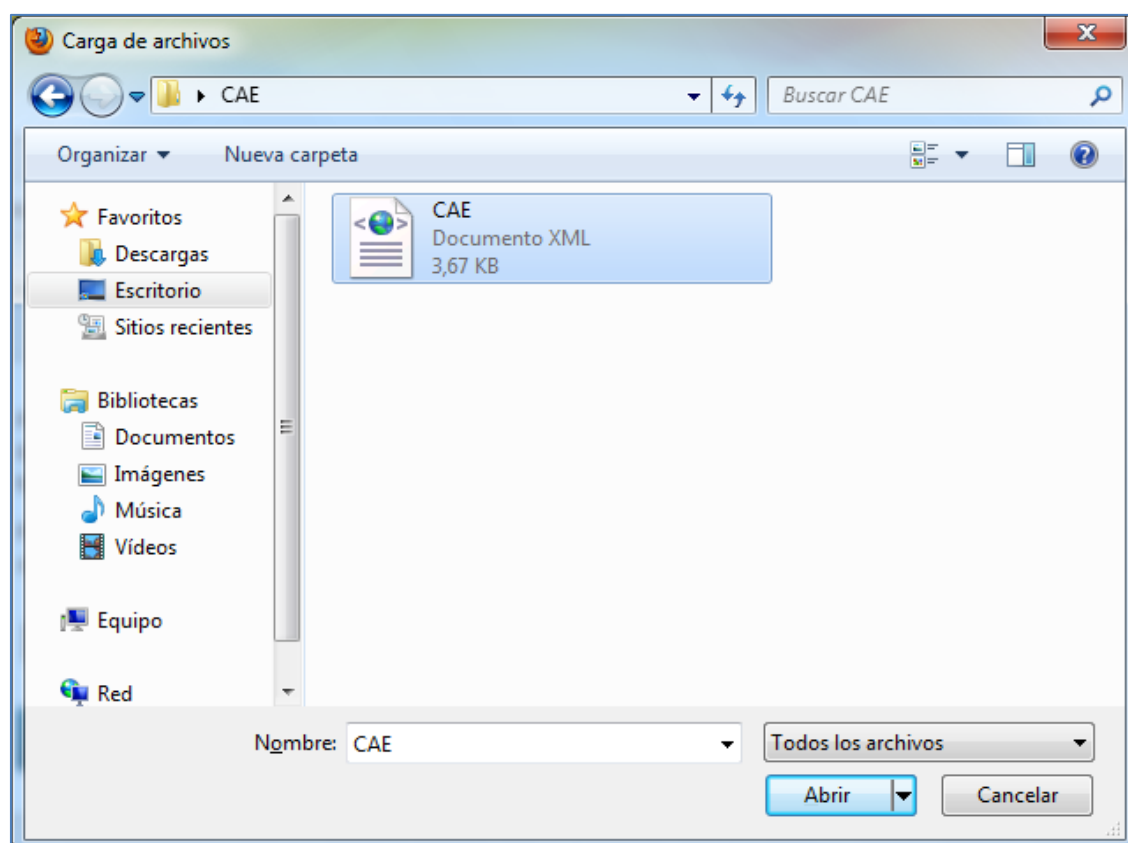 Carga de archivos
CAE
Buscar CAE
Organizar
Nueva carpeta
Favoritos
Descargas
Escritorio
Sitios recientes
Bibliotecas
Documentos
Imágenes
Música
Vídeos
Equipo
Red
CAE
Documento XML
3,67 KB
Nombre: CAE
Todos los archivos
Abrir
Cancelar